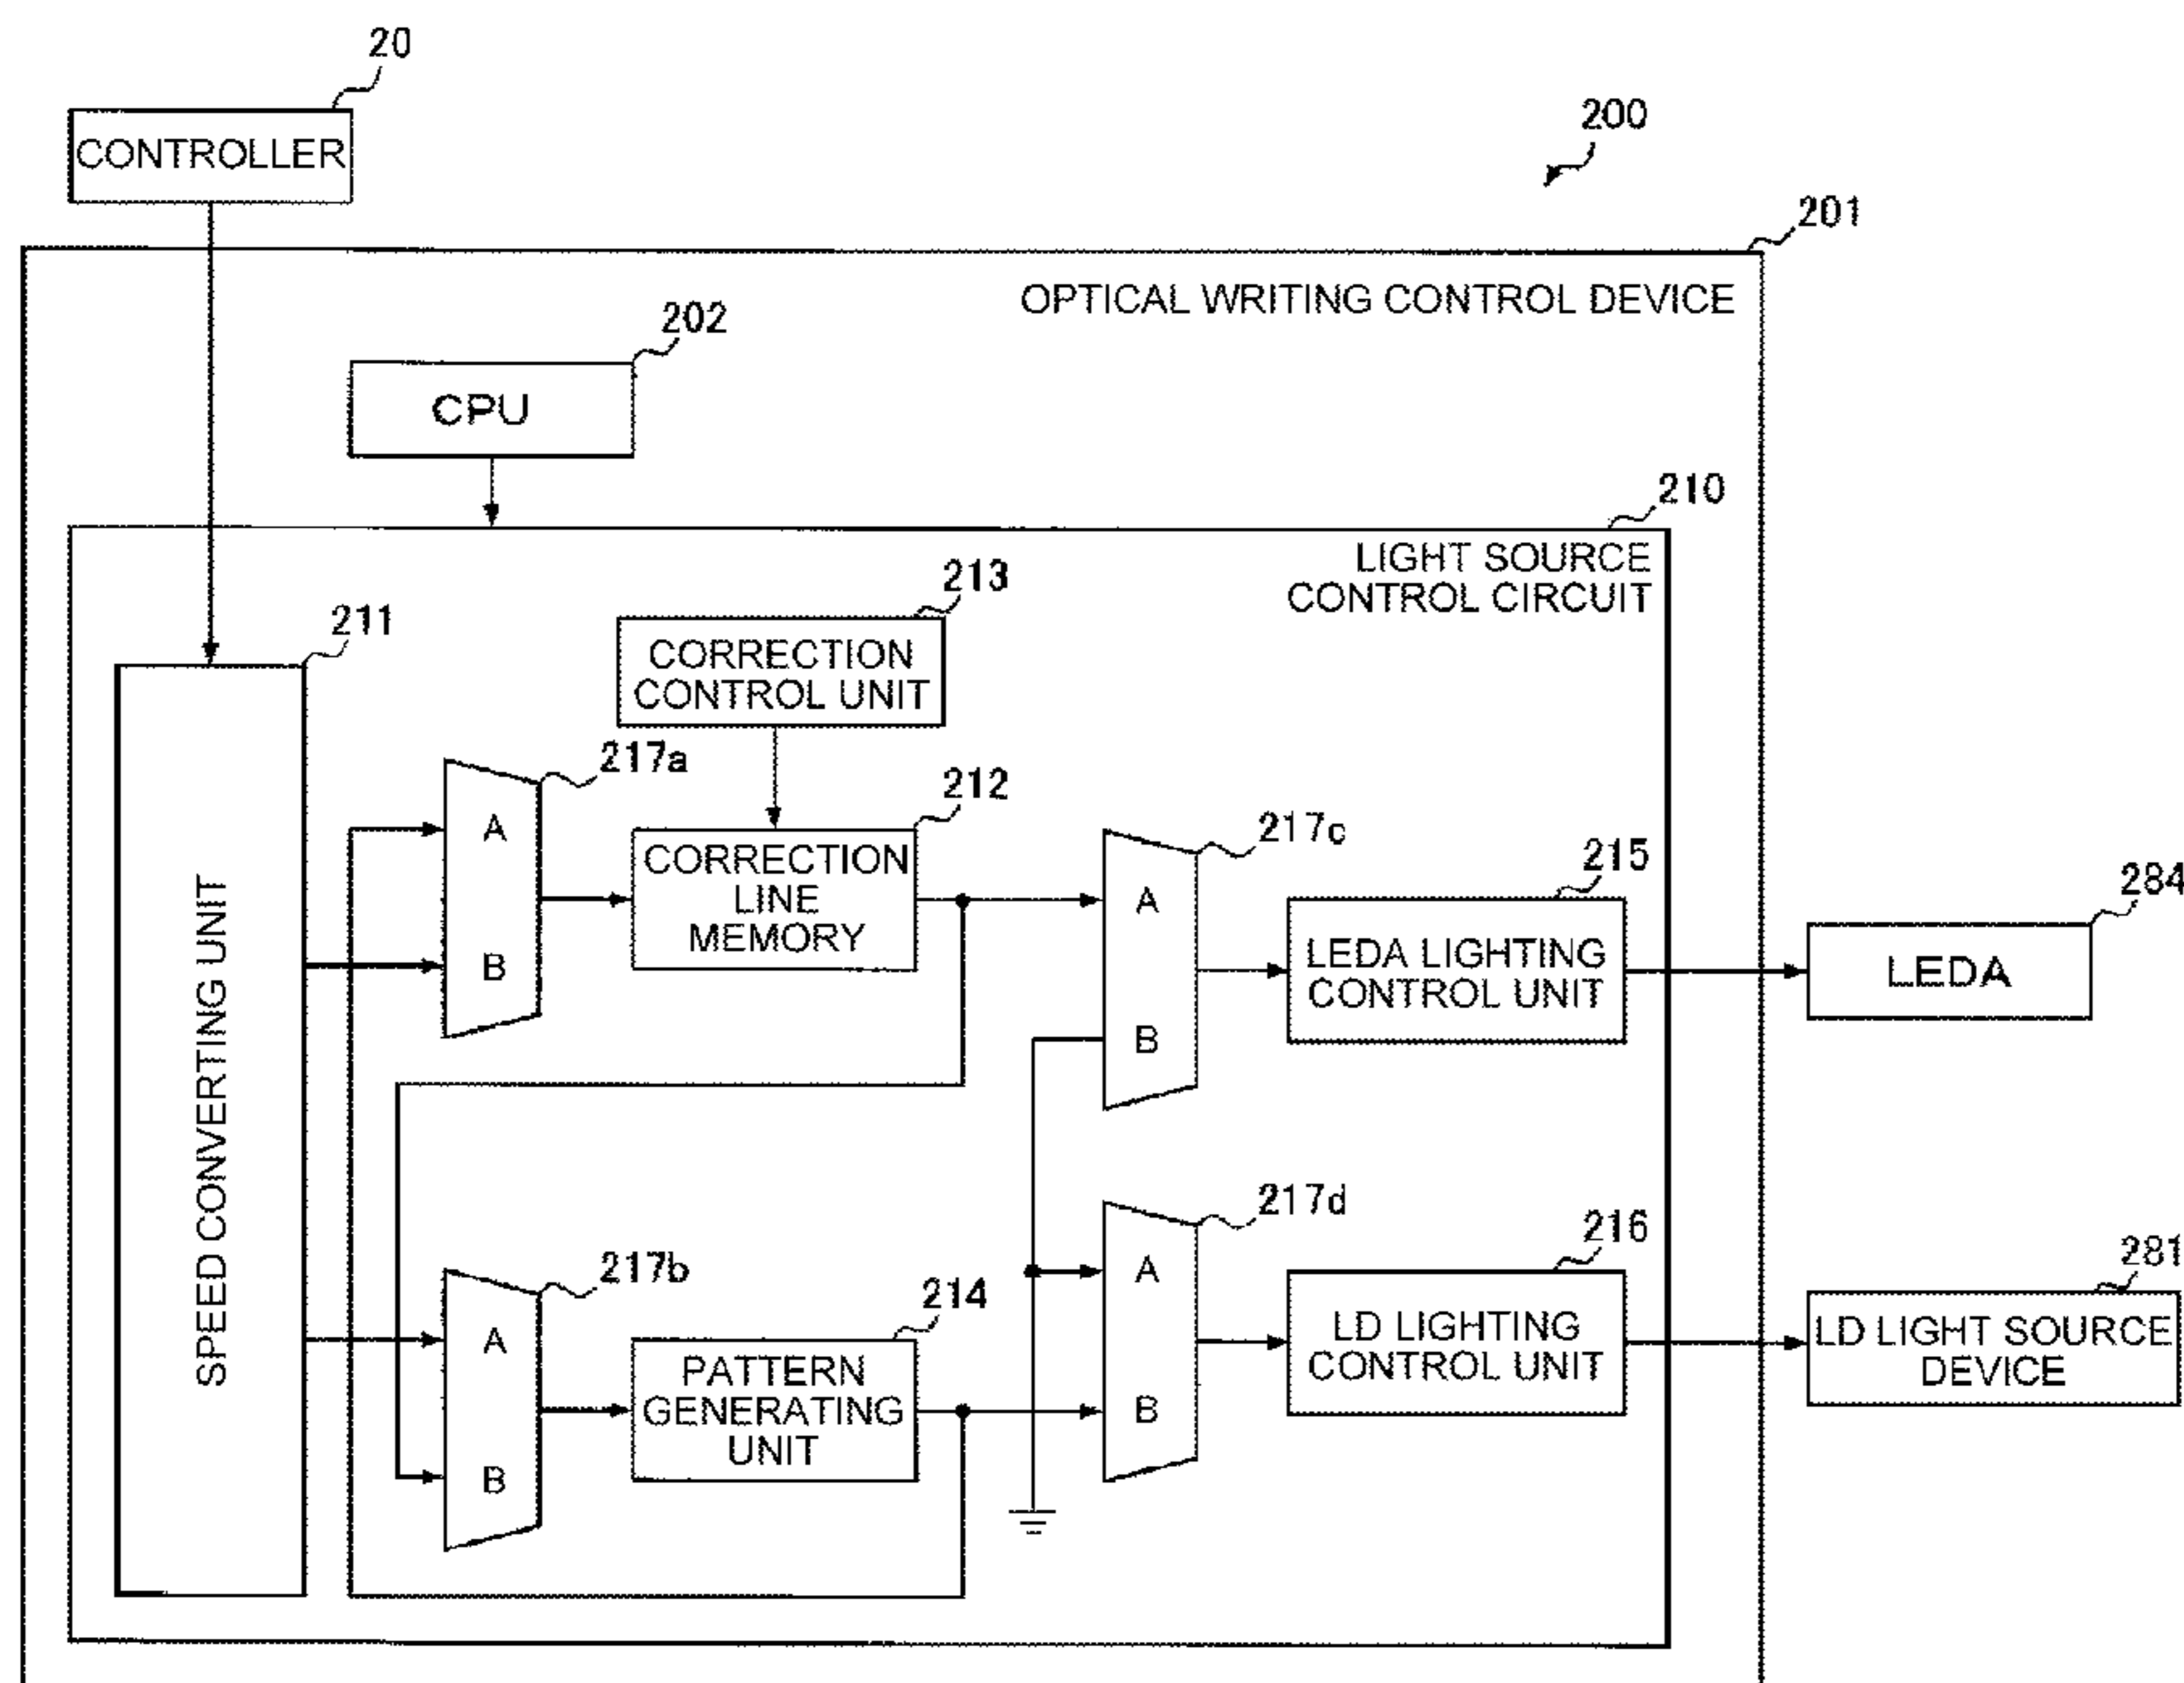 20
CONTROLLER
200
201
OPTICAL WRITING CONTROL DEVICE
202
CPU
210
LIGHT SOURCE
CONTROL CIRCUIT
213
CORRECTION
CONTROL UNIT
211
SPEED CONVERTING UNIT
217a
A
B
212
CORRECTION
LINE
MEMORY
217c
A
B
215
LEDA LIGHTING
CONTROL UNIT
284
LEDA
217b
A
B
214
PATTERN
GENERATING
UNIT
217d
A
B
216
LD LIGHTING
CONTROL UNIT
281
LD LIGHT SOURCE
DEVICE